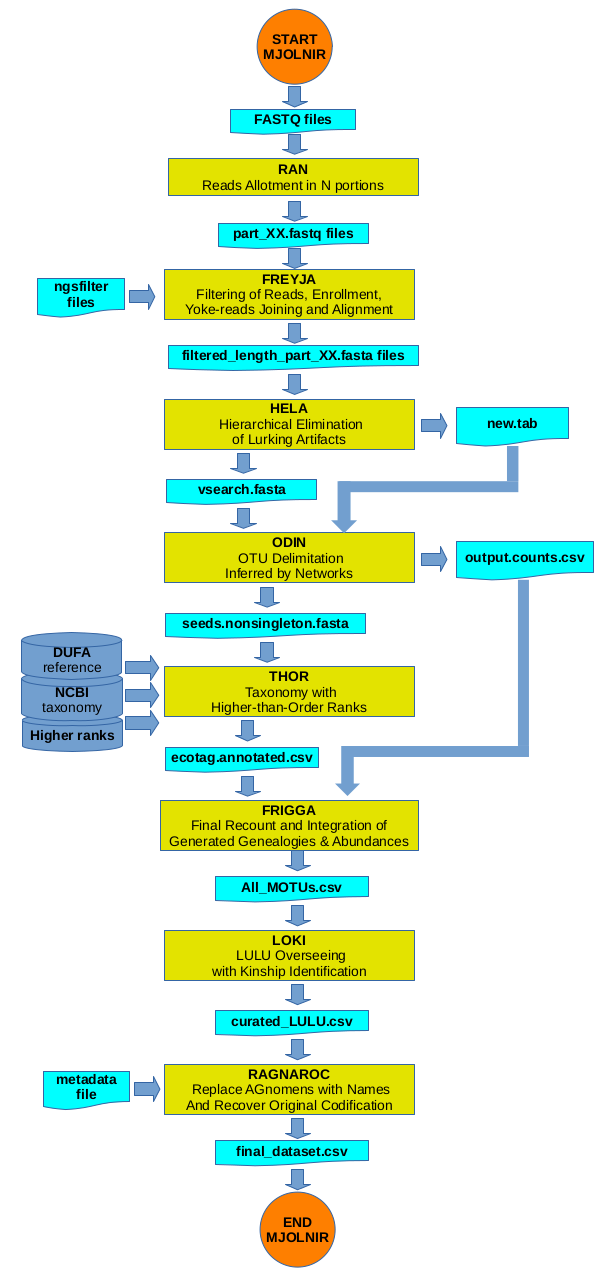 START
MJOLNIR
FASTQ files
RAN
Reads Allotment in N portions
part_XX.fastq files
ngsfilter
files
FREYJA
Filtering of Reads, Enrollment,
Yoke-reads Joining and Alignment
filtered_length_part_XX.fasta files
HELA
Hierarchical Elimination
of Lurking Artifacts
new.tab
vsearch.fasta
ODIN
OTU Delimitation
Inferred by Networks
output.counts.csv
seeds.nonsingleton.fasta
DUFA
reference
NCBI
taxonomy
Higher ranks
THOR
Taxonomy with
Higher-than-Order Ranks
ecotag.annotated.csv
FRIGGA
Final Recount and Integration of
Generated Genealogies & Abundances
All_MOTUs.csv
LOKI
LULU Overseeing
with Kinship Identification
curated_LULU.csv
metadata
file
RAGNAROC
Replace AGnomens with Names
And Recover Original Codification
final_dataset.csv
END
MJOLNIR